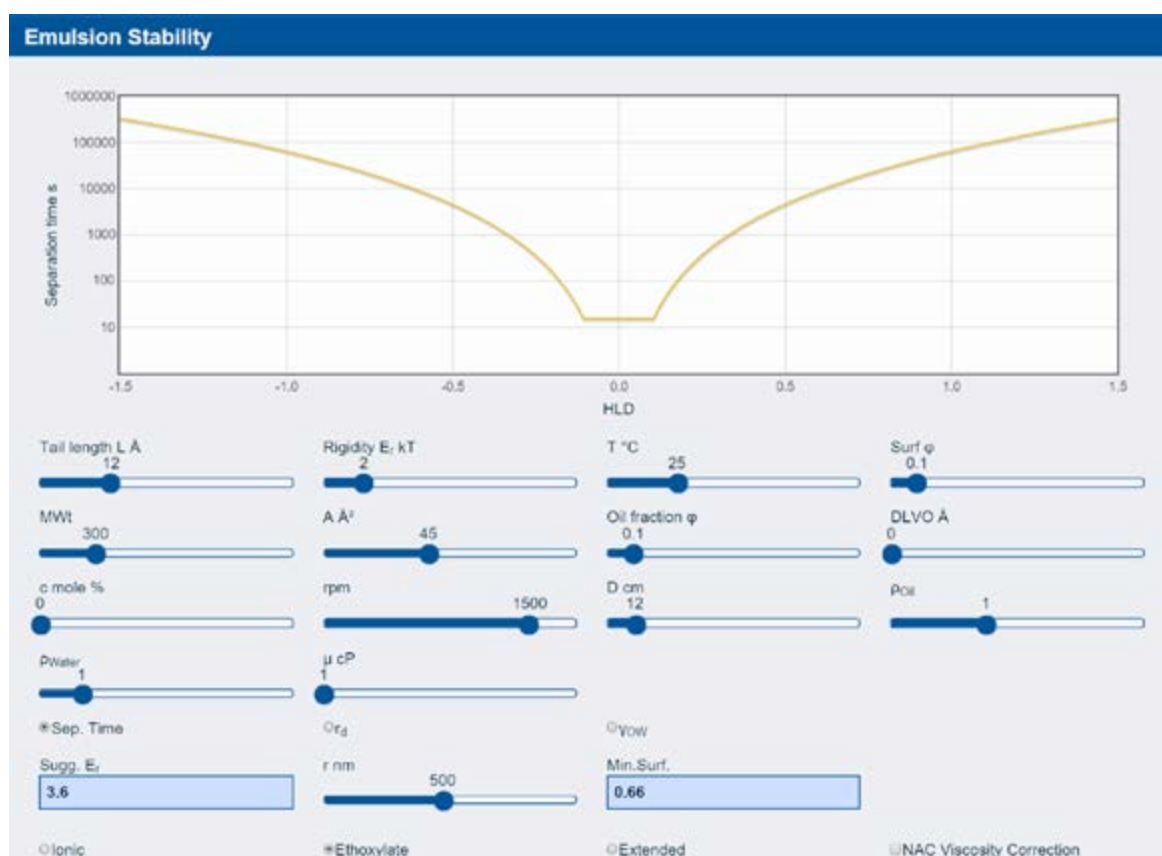 Emulsion Stability
1000000
100000
10000
1000
100
10
Separation time s
-1.5 -1.0 -0.5 0.0 0.5 1.0 1.5
HLD
Tail length L Å Rigidity Eᵣ kT T °C Surf φ
12 2 25 0.1
MWt A Å² Oil fraction φ DLVO Å
300 45 0.1 0
c mole % rpm D cm ρOil
0 1500 12 1
ρWater μ cP
1 1
Sep. Time rd γOW
Sugg. Eᵣ r nm Min.Surf.
3.6 500 0.66
Ionic Ethoxylate Extended NAC Viscosity Correction